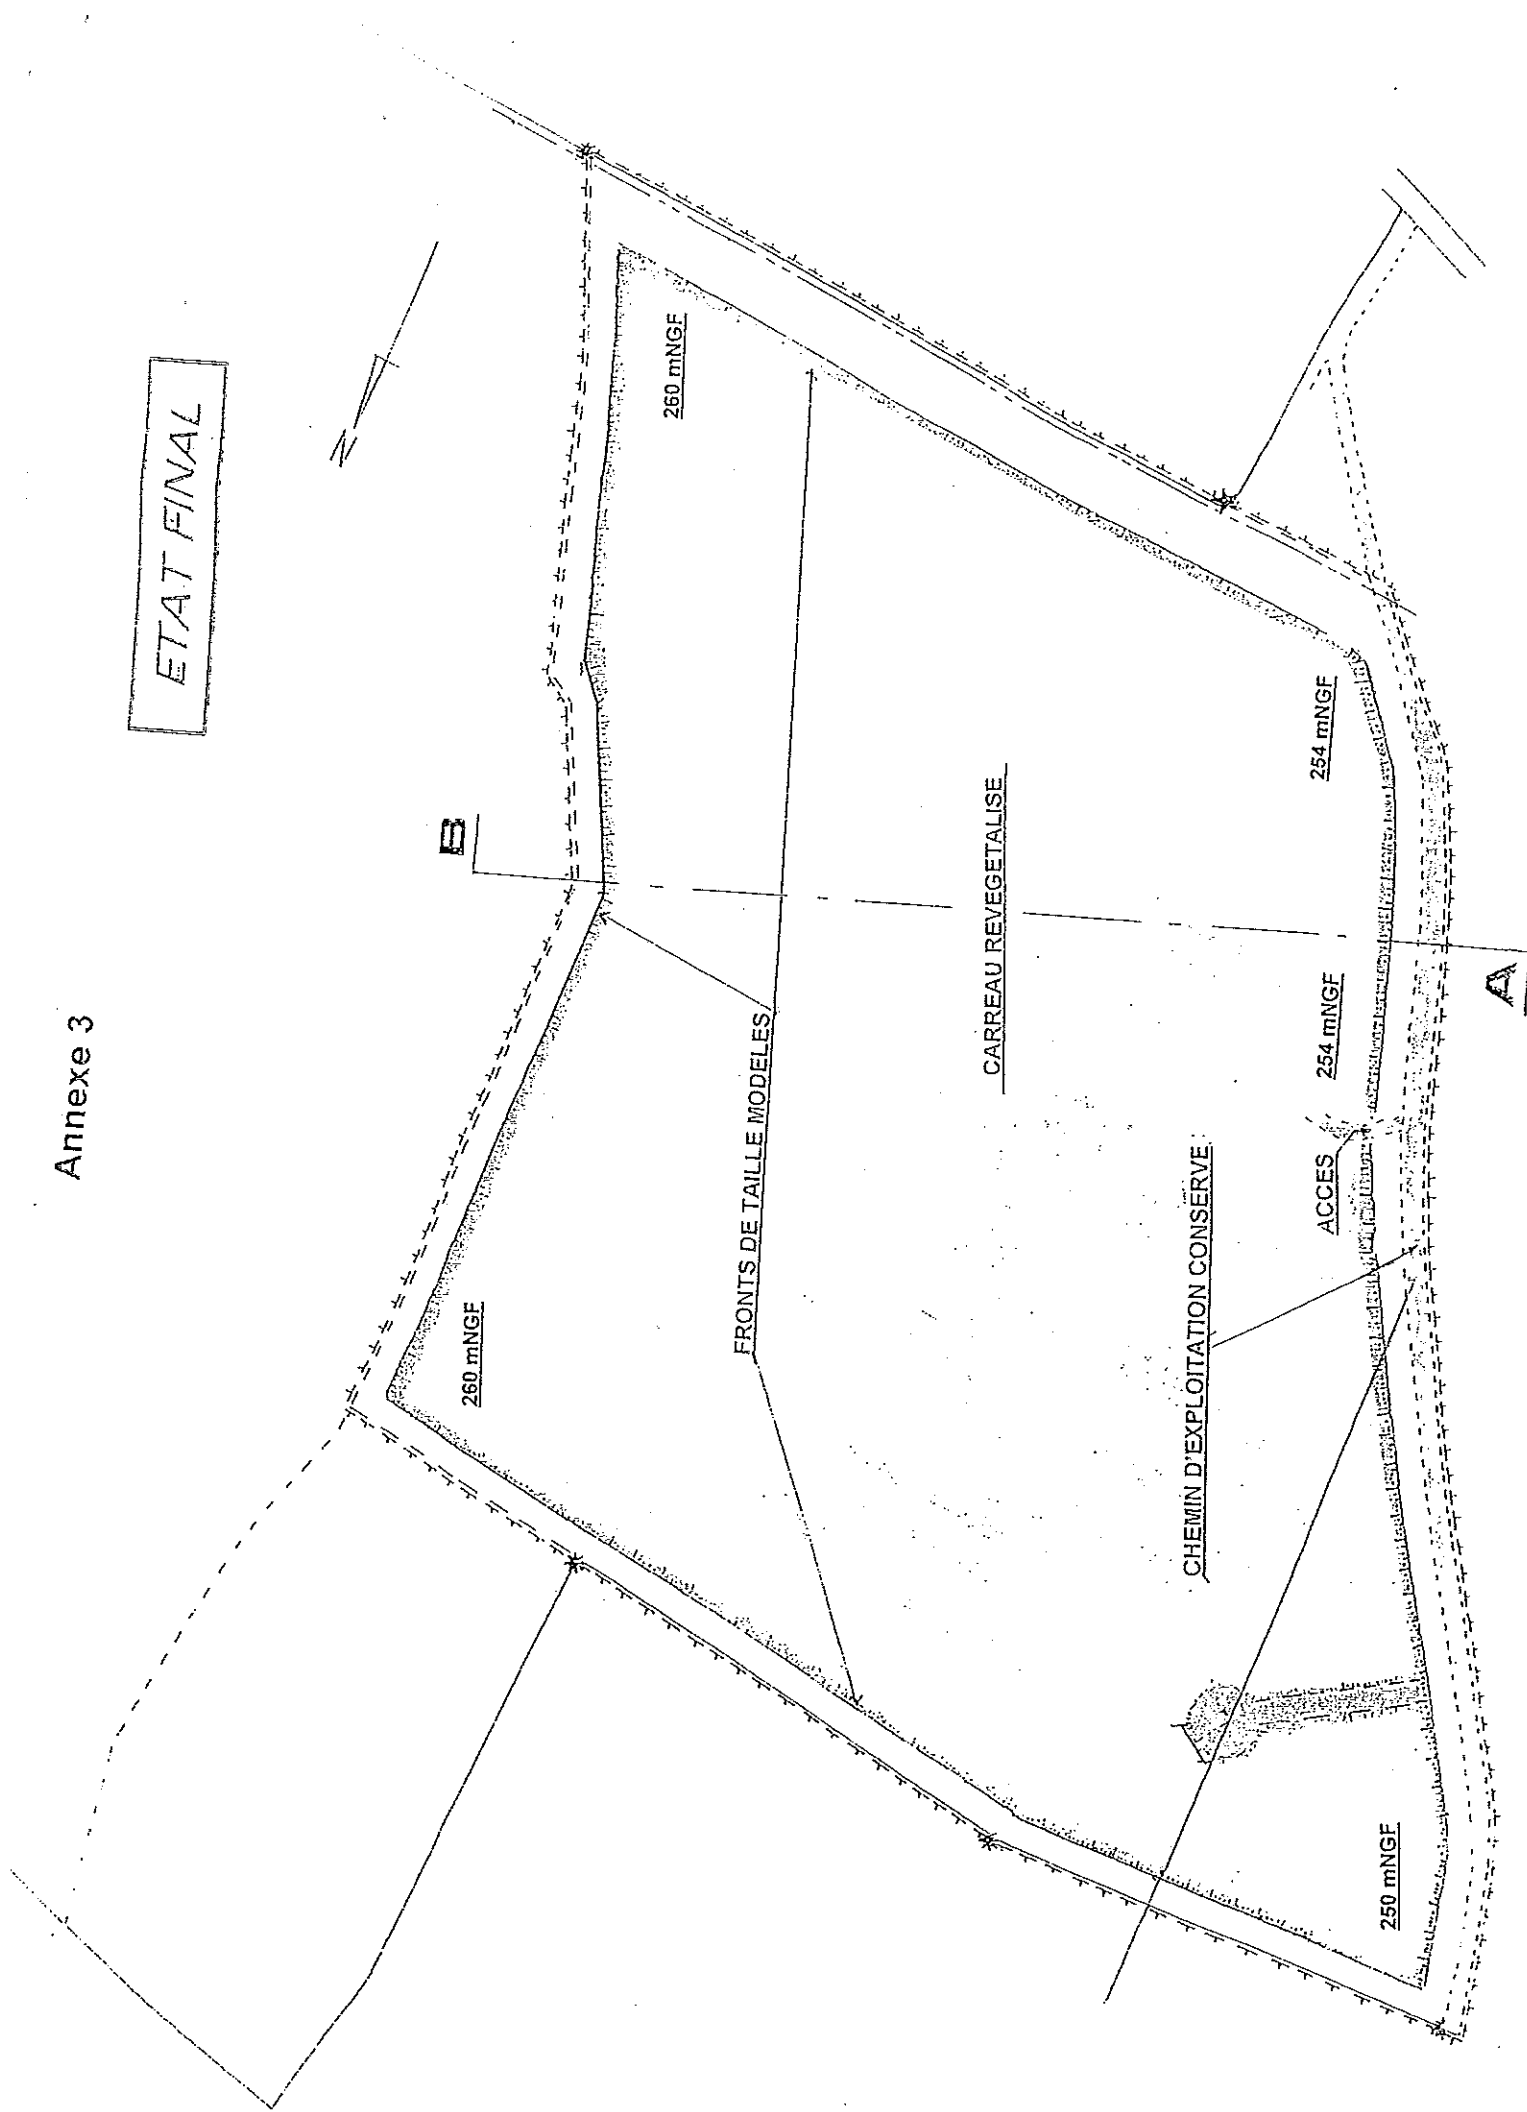 Annexe 3
ETAT FINAL
N
B
260 mNGF
260 mNGF
FRONTS DE TAILLE MODELES
CARREAU REVEGETALISE
254 mNGF
254 mNGF
CHEMIN D'EXPLOITATION CONSERVE
ACCES
250 mNGF
A